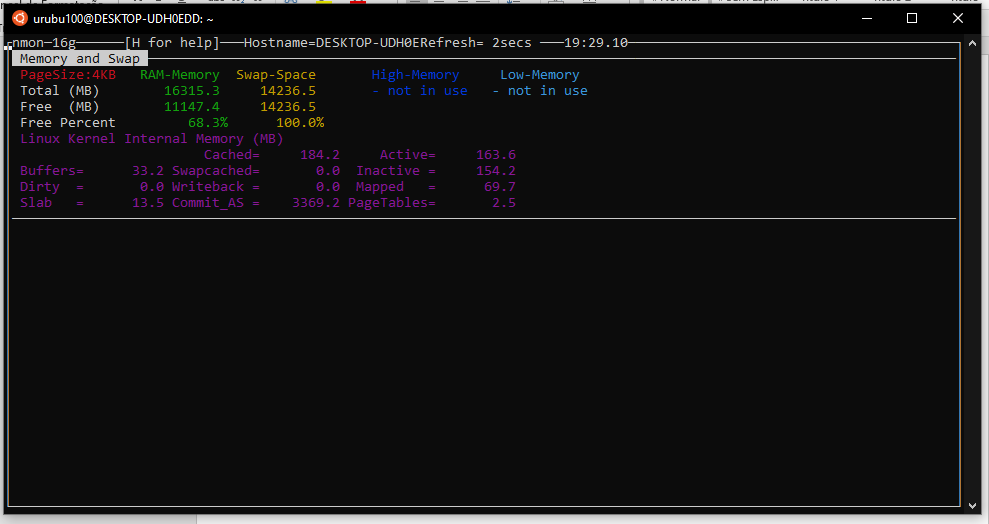 urubu100@DESKTOP-UDH0EDD: ~
nmon─16g──────[H for help]───Hostname=DESKTOP-UDH0ERefresh= 2secs ───19:29.10
Memory and Swap
PageSize:4KB RAM-Memory Swap-Space High-Memory Low-Memory
Total (MB) 16315.3 14236.5 - not in use - not in use
Free (MB) 11147.4 14236.5
Free Percent 68.3% 100.0%
Linux Kernel Internal Memory (MB)
Cached= 184.2 Active= 163.6
Buffers= 33.2 Swapcached= 0.0 Inactive = 154.2
Dirty = 0.0 Writeback = 0.0 Mapped = 69.7
Slab = 13.5 Commit_AS = 3369.2 PageTables= 2.5